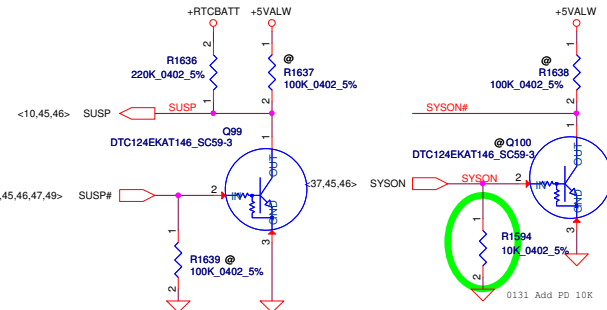 +RTCBATT
+5VALW
+5VALW
2
R1636
220K_0402_5%
1
1
@
R1637
100K_0402_5%
2
1
R1638
100K_0402_5%
2
<10,45,46>
SUSP
SUSP
SYSON#
Q99
DTC124EKAT146_SC59-3
1
OUT
2
IN
GND
3
@ Q100
DTC124EKAT146_SC59-3
1
OUT
2
IN
GND
3
,45,46,47,49>
SUSP#
<37,45,46>
SYSON
SYSON
1
R1639 @
100K_0402_5%
2
1
R1594
10K_0402_5%
2
0131 Add PD 10K